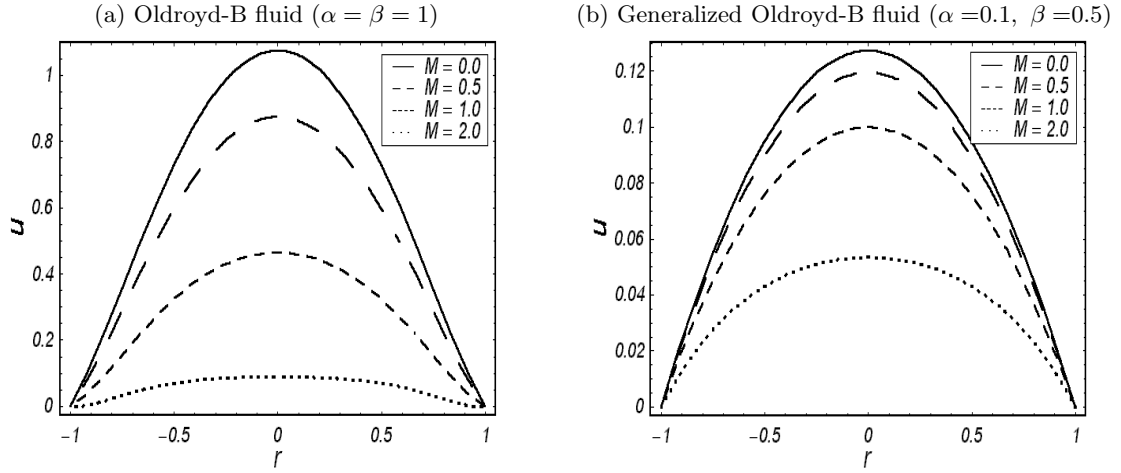 (a) Oldroyd-B fluid (α = β = 1)
1
0.8
0.6
0.4
0.2
0
u
M = 0.0
M = 0.5
M = 1.0
M = 2.0
−1
−0.5
0
0.5
1
r
(b) Generalized Oldroyd-B fluid (α =0.1, β =0.5)
0.12
0.1
0.08
0.06
0.04
0.02
0
u
M = 0.0
M = 0.5
M = 1.0
M = 2.0
−1
−0.5
0
0.5
1
r